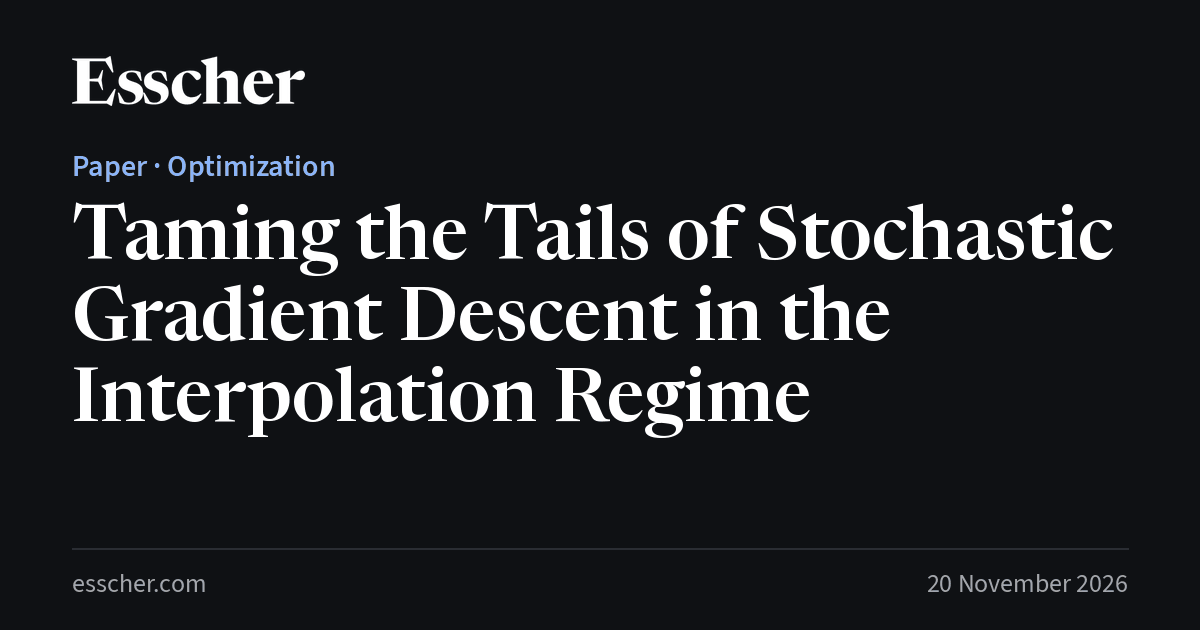 Esscher
Paper · Optimization
Taming the Tails of Stochastic
Gradient Descent in the
Interpolation Regime
esscher.com
20 November 2026